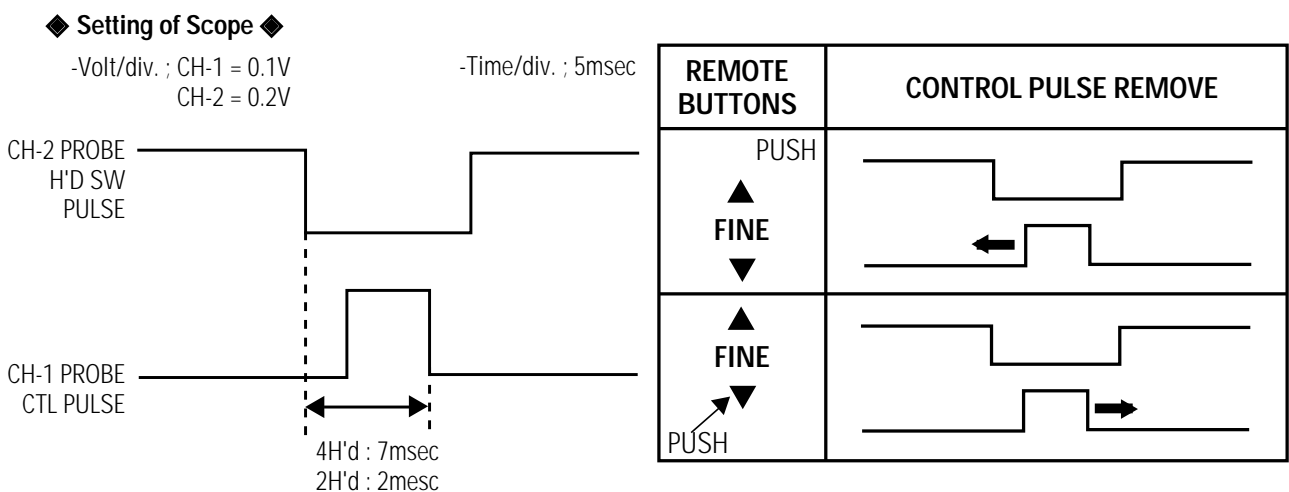 ◈ Setting of Scope ◈
-Volt/div. ; CH-1 = 0.1V
CH-2 = 0.2V
-Time/div. ; 5msec
CH-2 PROBE
H'D SW
PULSE
CH-1 PROBE
CTL PULSE
4H'd : 7msec
2H'd : 2mesc
REMOTE
BUTTONS
CONTROL PULSE REMOVE
PUSH
▲
FINE
▼
▲
FINE
▼
PUSH